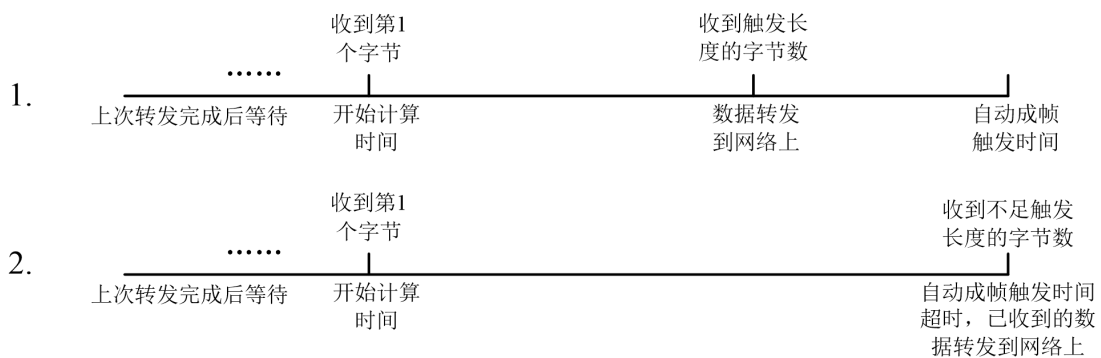 收到第1
个字节
收到触发长
度的字节数
……
1.
上次转发完成后等待
开始计算
时间
数据转发
到网络上
自动成帧
触发时间
收到第1
个字节
收到不足触发
长度的字节数
……
2.
上次转发完成后等待
开始计算
时间
自动成帧触发时间
超时，已收到的数
据转发到网络上